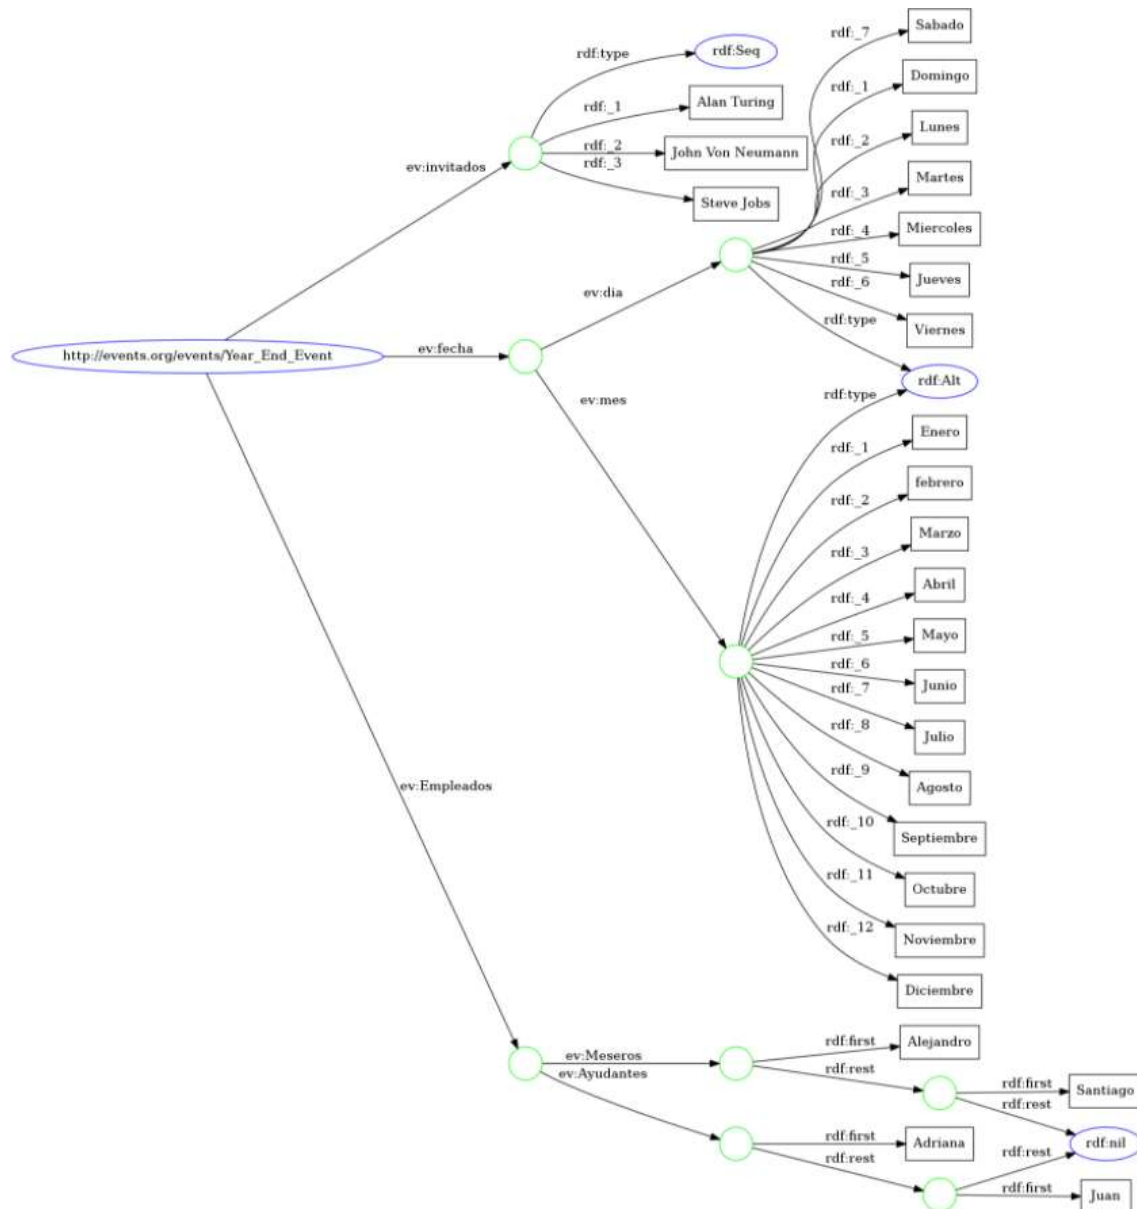 rdf:_7
Sabado
rdf:type
rdf:Seq
rdf:_1
Domingo
rdf:_1
Alan Turing
rdf:_2
Lunes
rdf:_2
John Von Neumann
rdf:_3
ev:invitados
rdf:_3
Martes
Steve Jobs
rdf:_4
Miercoles
rdf:_5
Jueves
rdf:_6
ev:dia
rdf:type
Viernes
http://events.org/events/Year_End_Event
ev:fecha
rdf:Alt
rdf:type
ev:mes
Enero
rdf:_1
febrero
rdf:_2
Marzo
rdf:_3
Abril
rdf:_4
Mayo
rdf:_5
rdf:_6
Junio
rdf:_7
Julio
rdf:_8
rdf:_9
Agosto
rdf:_10
Septiembre
rdf:_11
Octubre
rdf:_12
Noviembre
ev:Empleados
Diciembre
ev:Meseros
rdf:first
Alejandro
ev:Ayudantes
rdf:rest
rdf:first
Santiago
rdf:rest
rdf:first
Adriana
rdf:rest
rdf:rest
rdf:nil
rdf:first
Juan